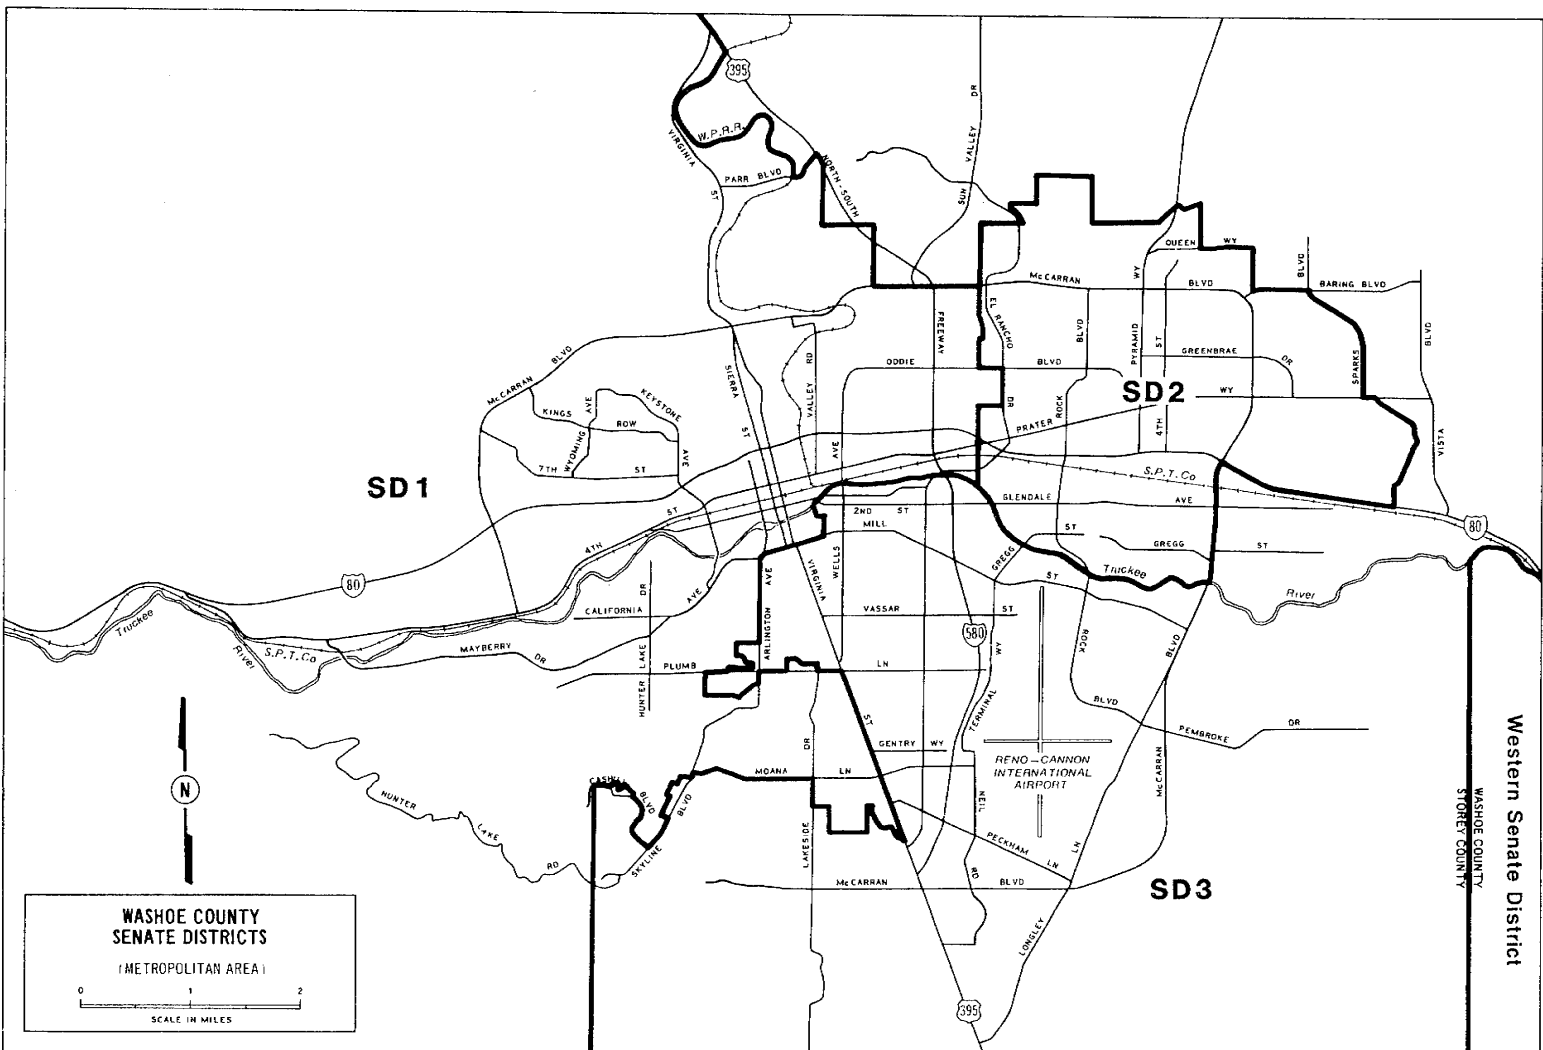 395
W.P.R.R.
VIRGINIA
ST
PARR BLVD
NORTH-SOUTH
FREEWAY
SUN VALLEY DR
QUEEN WY
McCARRAN BLVD
BLVD
BARING BLVD
EL RANCHO
DR
BLVD
ROCK
PYRAMID
WY
4TH ST
GREENBRAE DR
SPARKS
BLVD
VISTA
ODDIE BLVD
SD2
WY
PRATER
VALLEY RD
SIERRA
ST
McCARRAN BLVD
KINGS ROW
WYOMING AVE
KEYSTONE
AVE
7TH ST
SD1
AVE
WELLS
S.P.T.Co
GLENDALE AVE
2ND ST
MILL
ST
4TH
ST
80
80
GREGG
ST
GREGG ST
Truckee
River
Truckee
River
S.P.T.Co
CALIFORNIA
AVE
HUNTER LAKE DR
ARLINGTON
AVE
VIRGINIA
ST
VASSAR ST
580
MAYBERRY DR
PLUMB LN
ROCK
BLVD
BLVD
WY
TERMINAL
PEMBROKE DR
GENTRY WY
MOANA LN
DR
LAKESIDE
RENO-CANNON
INTERNATIONAL
AIRPORT
McCARRAN
NEIL
RD
PECKHAM LN
LN
LONGLEY
BLVD
SKYLINE
BLVD
HUNTER
LAKE
RD
McCARRAN BLVD
SD3
395
N
WASHOE COUNTY
STOREY COUNTY
Western Senate District
WASHOE COUNTY
SENATE DISTRICTS
(METROPOLITAN AREA)
0 1 2
SCALE IN MILES